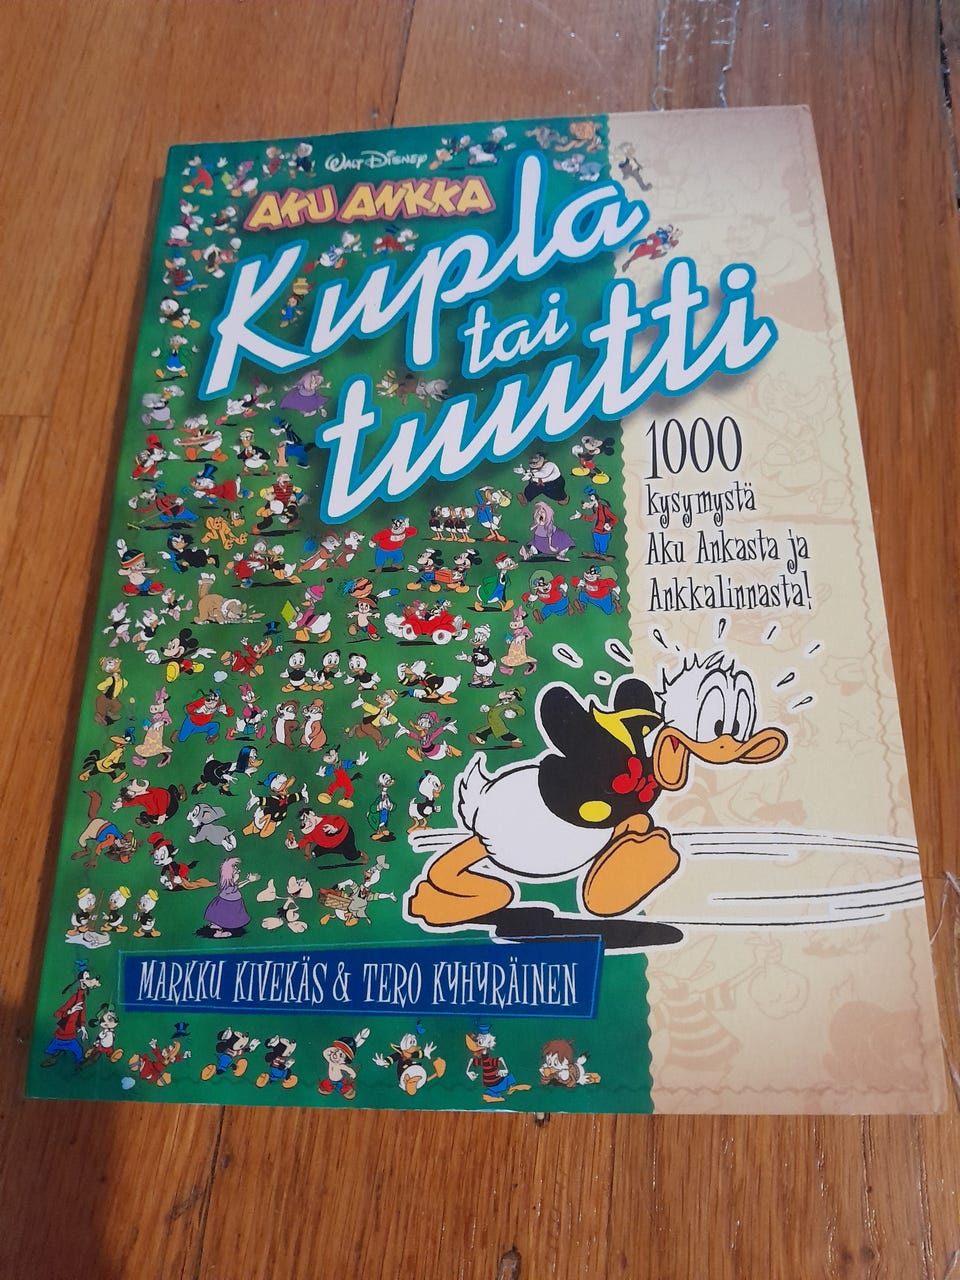 WALT DISNEY
AKU ANKKA
Kupla
tai
tuutti
1000
kysymystä
Aku Ankasta ja
Ankkalinnasta!
MARKKU KIVEKÄS & TERO KYHYRÄINEN